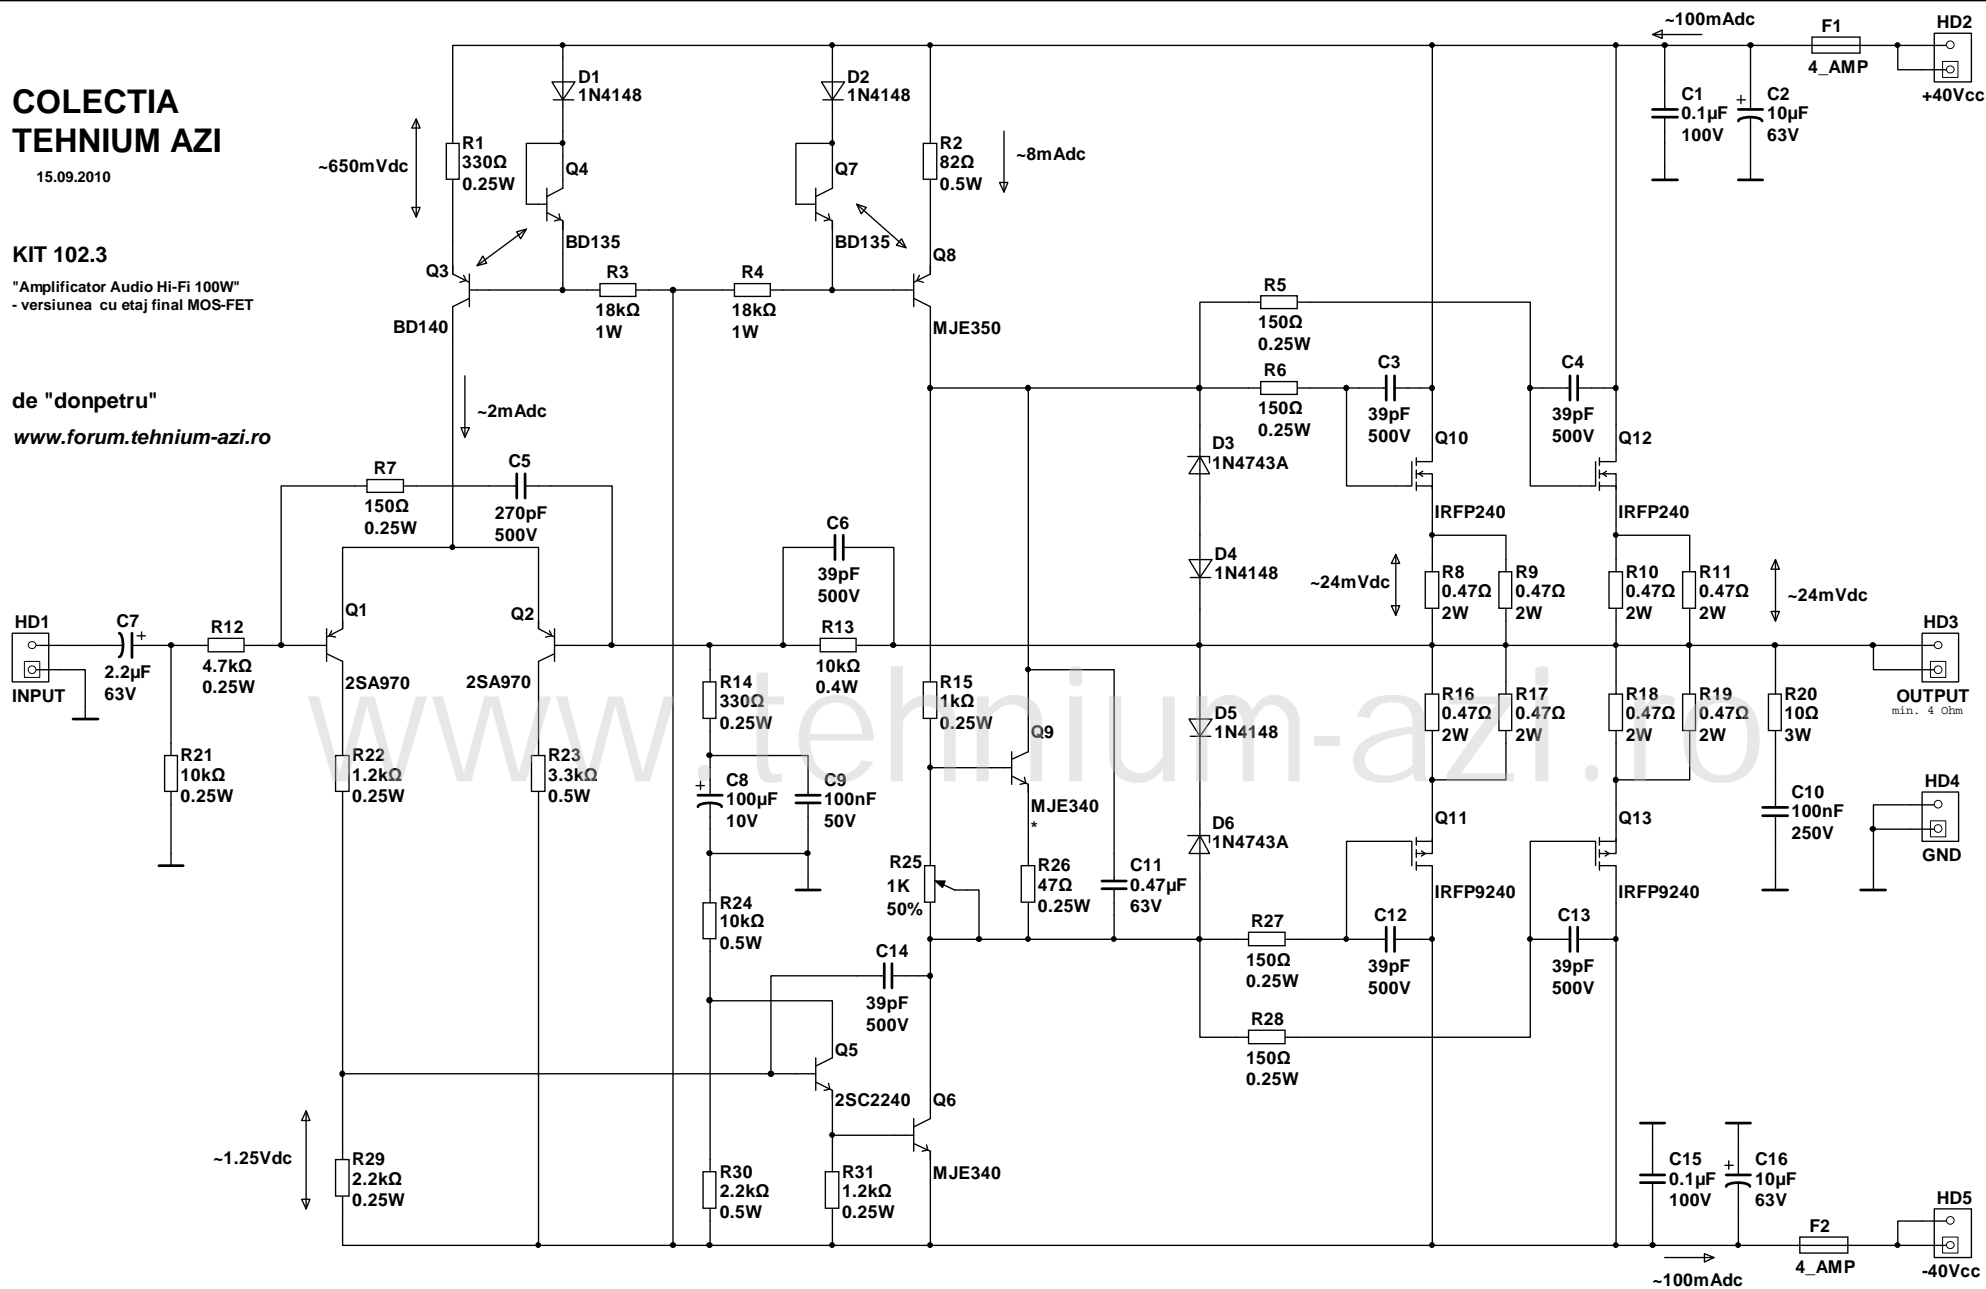 COLECTIA
TEHNIUM AZI
15.09.2010
KIT 102.3
"Amplificator Audio Hi-Fi 100W"
- versiunea cu etaj final MOS-FET
de "donpetru"
www.forum.tehnium-azi.ro
~650mVdc
R1
330Ω
0.25W
D1
1N4148
Q4
BD135
D2
1N4148
Q7
BD135
R2
82Ω
0.5W
~8mAdc
Q3
BD140
R3
18kΩ
1W
R4
18kΩ
1W
Q8
MJE350
~100mAdc
F1
4_AMP
HD2
+40Vcc
C1
0.1µF
100V
+
C2
10µF
63V
R5
150Ω
0.25W
R6
150Ω
0.25W
C3
39pF
500V
C4
39pF
500V
Q10
IRFP240
Q12
IRFP240
~2mAdc
R7
150Ω
0.25W
C5
270pF
500V
C6
39pF
500V
D3
1N4743A
D4
1N4148
~24mVdc
R8
0.47Ω
2W
R9
0.47Ω
2W
R10
0.47Ω
2W
R11
0.47Ω
2W
~24mVdc
HD1
INPUT
C7
+
2.2µF
63V
R12
4.7kΩ
0.25W
Q1
2SA970
Q2
2SA970
R13
10kΩ
0.4W
HD3
OUTPUT
min. 4 Ohm
R14
330Ω
0.25W
R15
1kΩ
0.25W
Q9
MJE340
*
D5
1N4148
R16
0.47Ω
2W
R17
0.47Ω
2W
R18
0.47Ω
2W
R19
0.47Ω
2W
R20
10Ω
3W
www.tehnium-azi.ro
R21
10kΩ
0.25W
R22
1.2kΩ
0.25W
R23
3.3kΩ
0.5W
+
C8
100µF
10V
C9
100nF
50V
D6
1N4743A
Q11
IRFP9240
Q13
IRFP9240
C10
100nF
250V
HD4
GND
R24
10kΩ
0.5W
R25
1K
50%
R26
47Ω
0.25W
C11
0.47µF
63V
R27
150Ω
0.25W
C12
39pF
500V
C13
39pF
500V
C14
39pF
500V
R28
150Ω
0.25W
Q5
2SC2240
Q6
MJE340
~1.25Vdc
R29
2.2kΩ
0.25W
R30
2.2kΩ
0.5W
R31
1.2kΩ
0.25W
C15
0.1µF
100V
+
C16
10µF
63V
~100mAdc
F2
4_AMP
HD5
-40Vcc